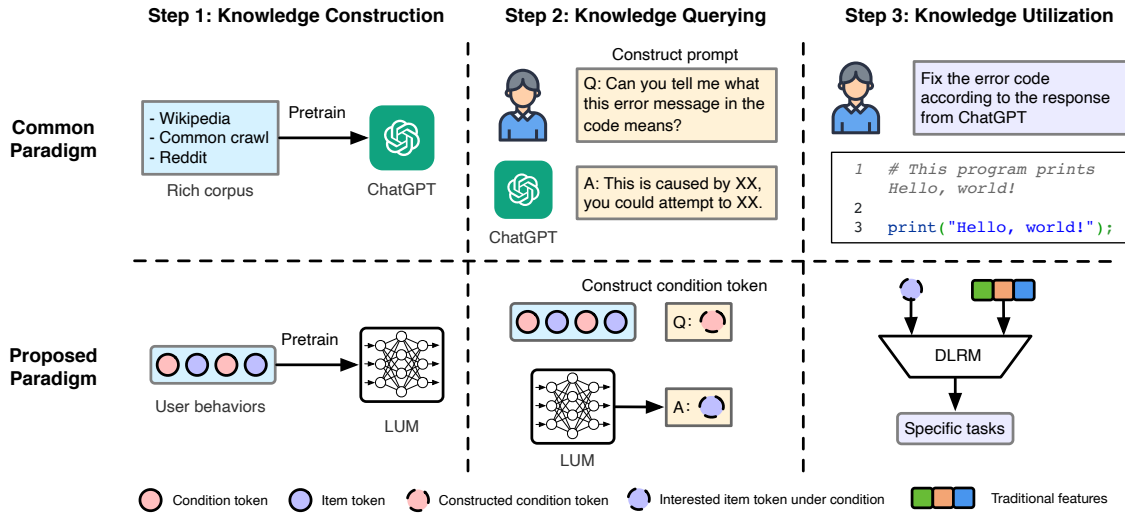 Step 1: Knowledge Construction
Step 2: Knowledge Querying
Step 3: Knowledge Utilization
Common
Paradigm
- Wikipedia
- Common crawl
- Reddit
Rich corpus
Pretrain
ChatGPT
Construct prompt
Q: Can you tell me what
this error message in the
code means?
A: This is caused by XX,
you could attempt to XX.
ChatGPT
Fix the error code
according to the response
from ChatGPT
1 # This program prints
Hello, world!
2
3 print("Hello, world!");
Proposed
Paradigm
User behaviors
Pretrain
LUM
Construct condition token
Q:
A:
LUM
DLRM
Specific tasks
Condition token
Item token
Constructed condition token
Interested item token under condition
Traditional features